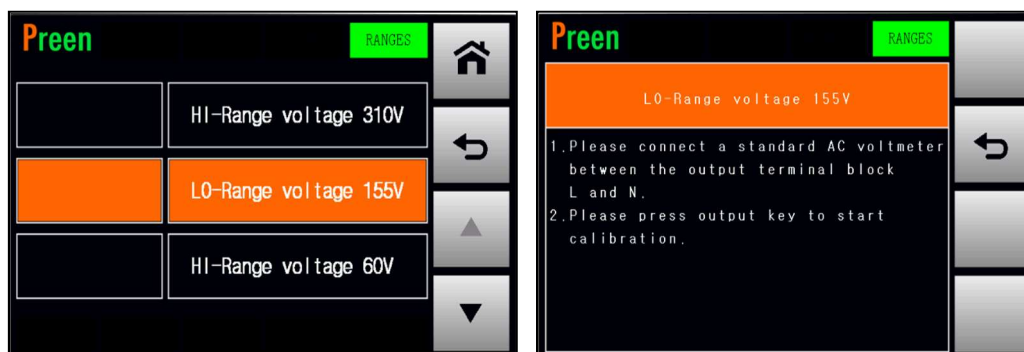 Preen
RANGES
HI-Range voltage 310V
LO-Range voltage 155V
HI-Range voltage 60V
Preen
RANGES
LO-Range voltage 155V
1.Please connect a standard AC voltmeter
between the output terminal block
L and N.
2.Please press output key to start
calibration.